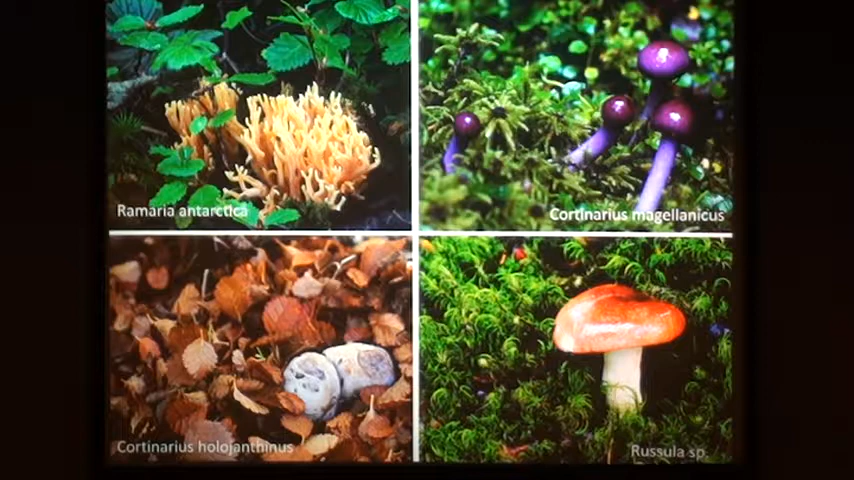 Ramaria antarctica
Cortinarius magellanicus
Cortinarius holojanthinus
Russula sp.